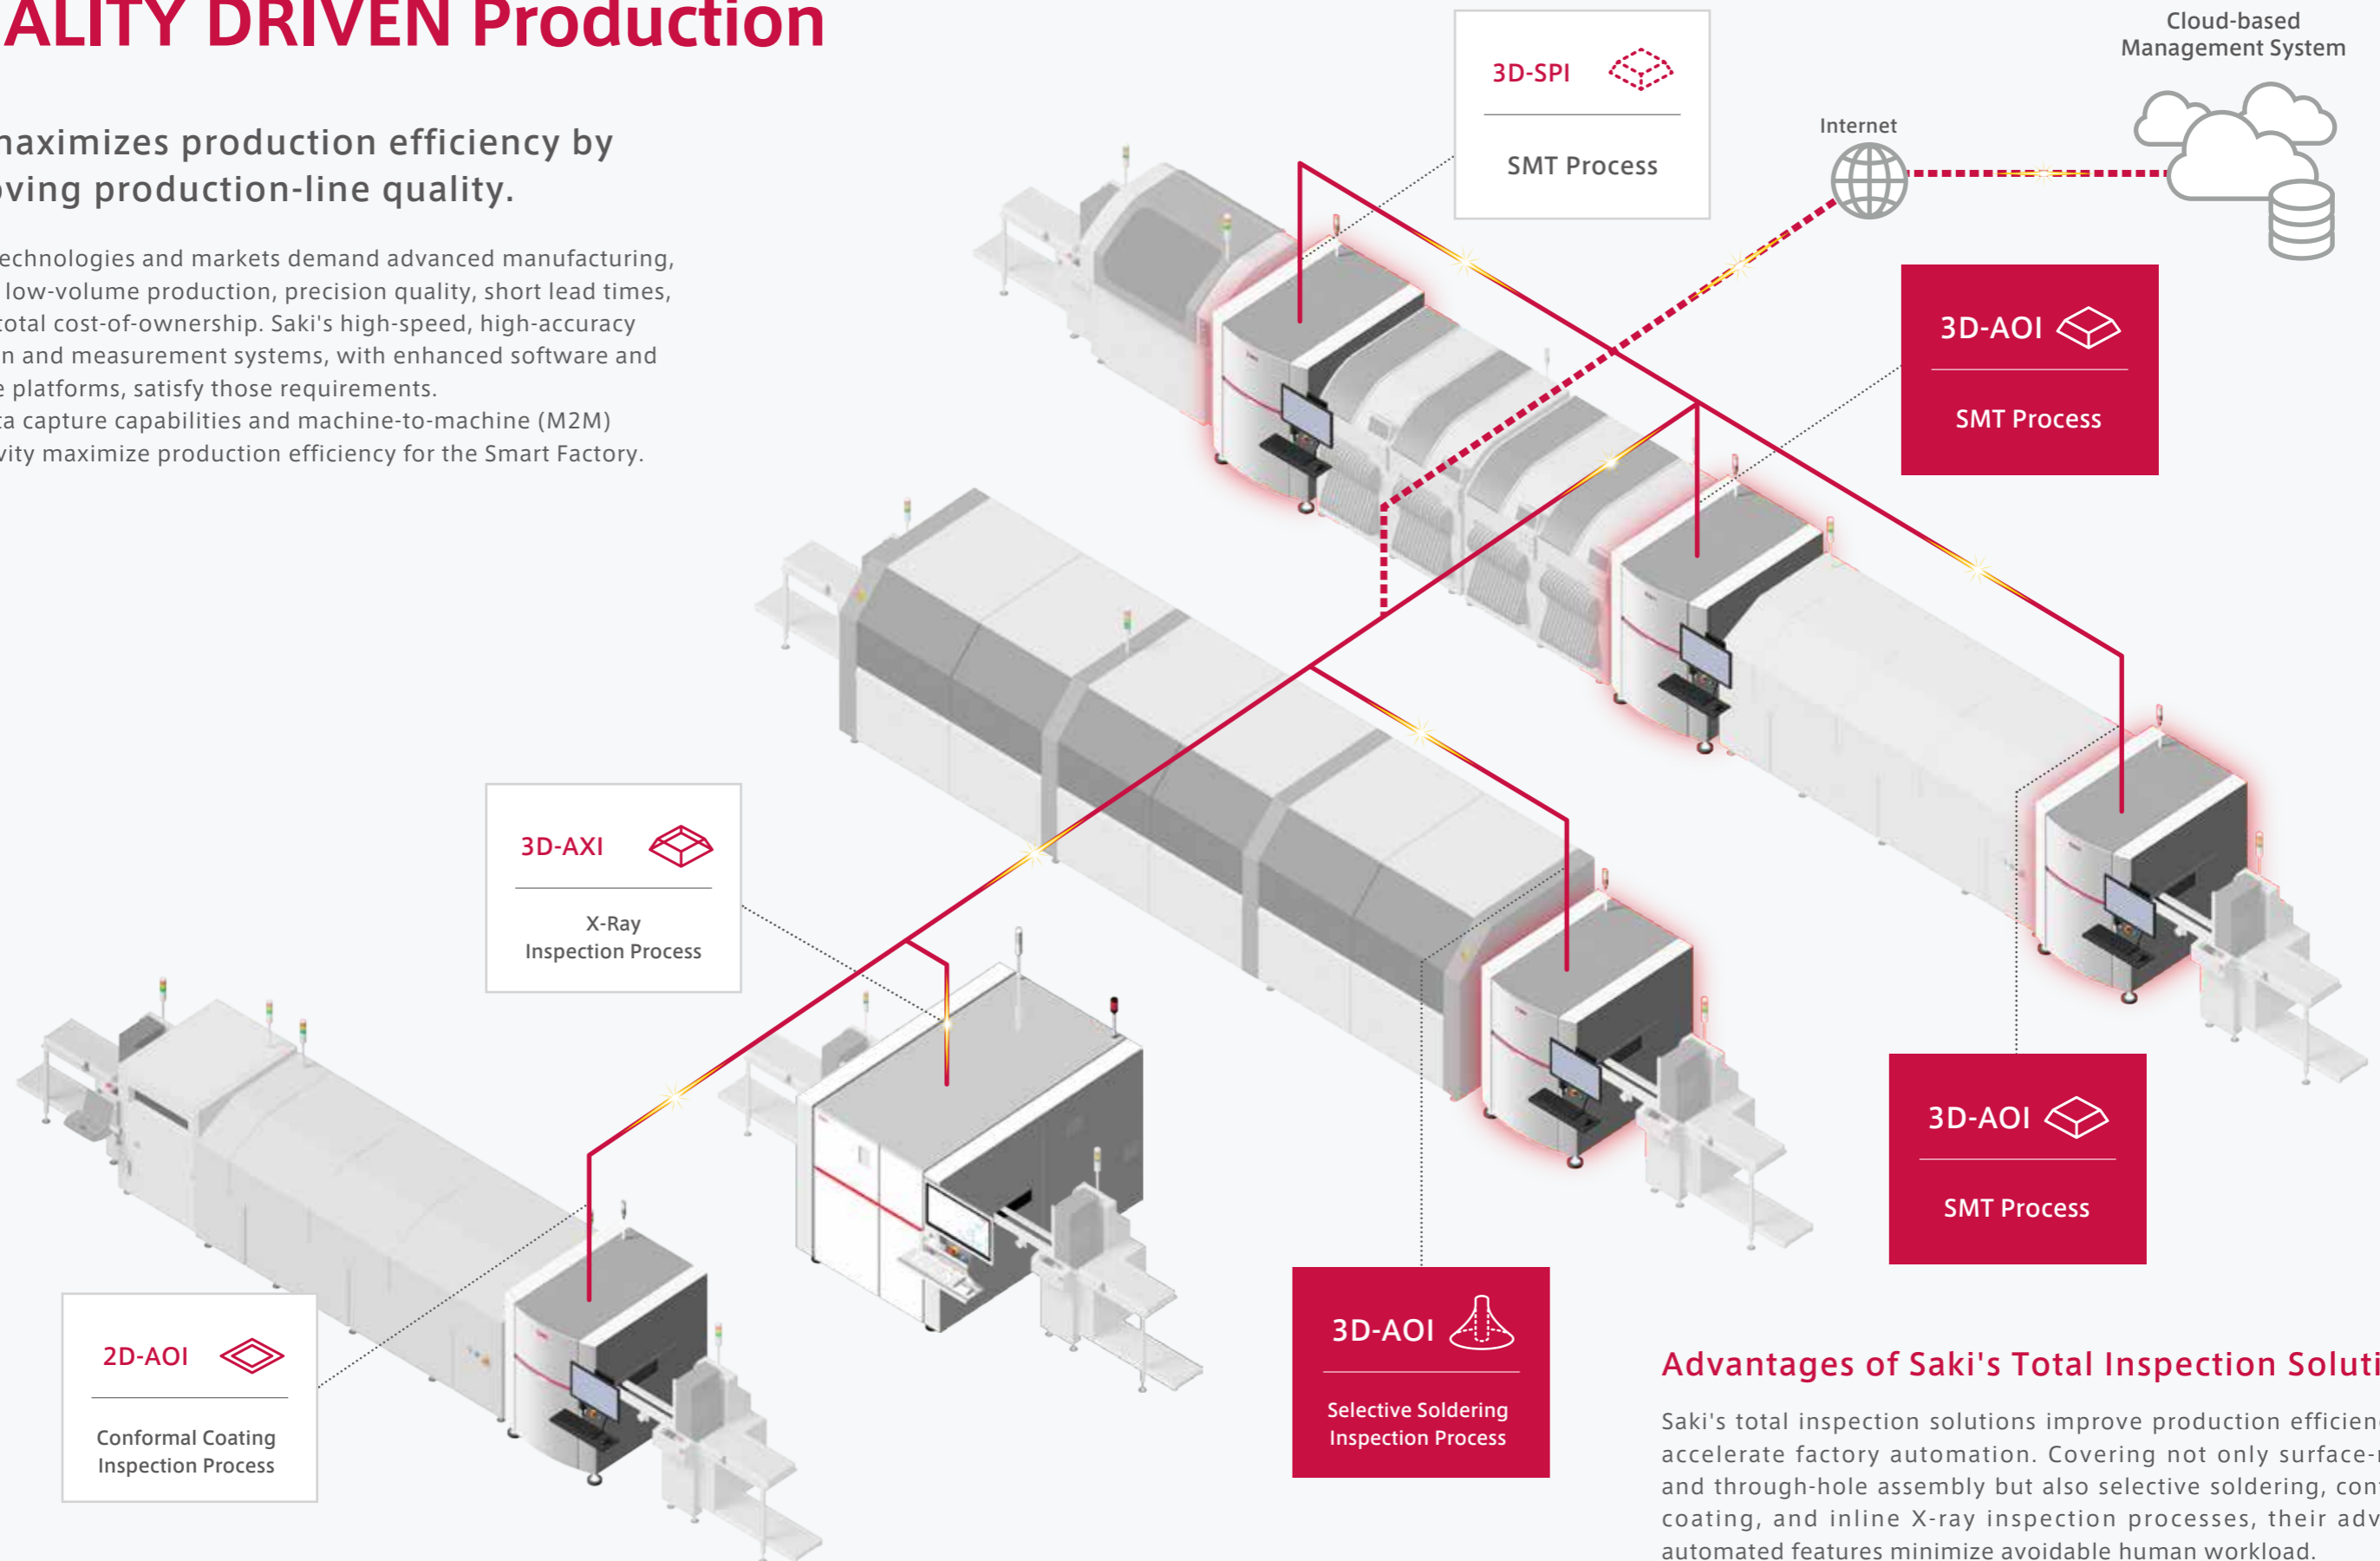 ALITY DRIVEN Production
maximizes production efficiency by
oving production-line quality.
echnologies and markets demand advanced manufacturing,
low-volume production, precision quality, short lead times,
total cost-of-ownership. Saki's high-speed, high-accuracy
n and measurement systems, with enhanced software and
e platforms, satisfy those requirements.
ta capture capabilities and machine-to-machine (M2M)
vity maximize production efficiency for the Smart Factory.
3D-SPI
SMT Process
Cloud-based
Management System
Internet
3D-AOI
SMT Process
3D-AXI
X-Ray
Inspection Process
3D-AOI
SMT Process
2D-AOI
Conformal Coating
Inspection Process
3D-AOI
Selective Soldering
Inspection Process
Advantages of Saki's Total Inspection Soluti
Saki's total inspection solutions improve production efficien
accelerate factory automation. Covering not only surface-
and through-hole assembly but also selective soldering, con
coating, and inline X-ray inspection processes, their adv
automated features minimize avoidable human workload.